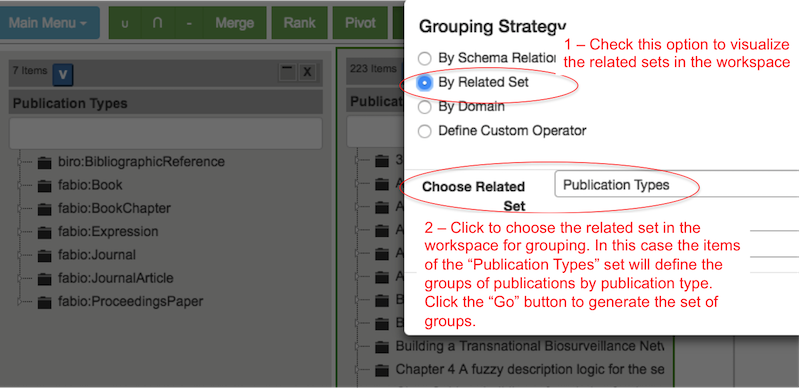 Main Menu
∪ ∩ - Merge
Rank
Pivot
7 Items V X
Publication Types
biro:BibliographicReference
fabio:Book
fabio:BookChapter
fabio:Expression
fabio:Journal
fabio:JournalArticle
fabio:ProceedingsPaper
223 Items
Publicat
3
A
A
A
A
A
A
B
B
Building a Transnational Biosurveillance Netw
Chapter 4 A fuzzy description logic for the se
Grouping Strategy
By Schema Relation
By Related Set
By Domain
Define Custom Operator
1 – Check this option to visualize
the related sets in the workspace
Choose Related
Set
Publication Types
2 – Click to choose the related set in the
workspace for grouping. In this case the items
of the “Publication Types” set will define the
groups of publications by publication type.
Click the “Go” button to generate the set of
groups.